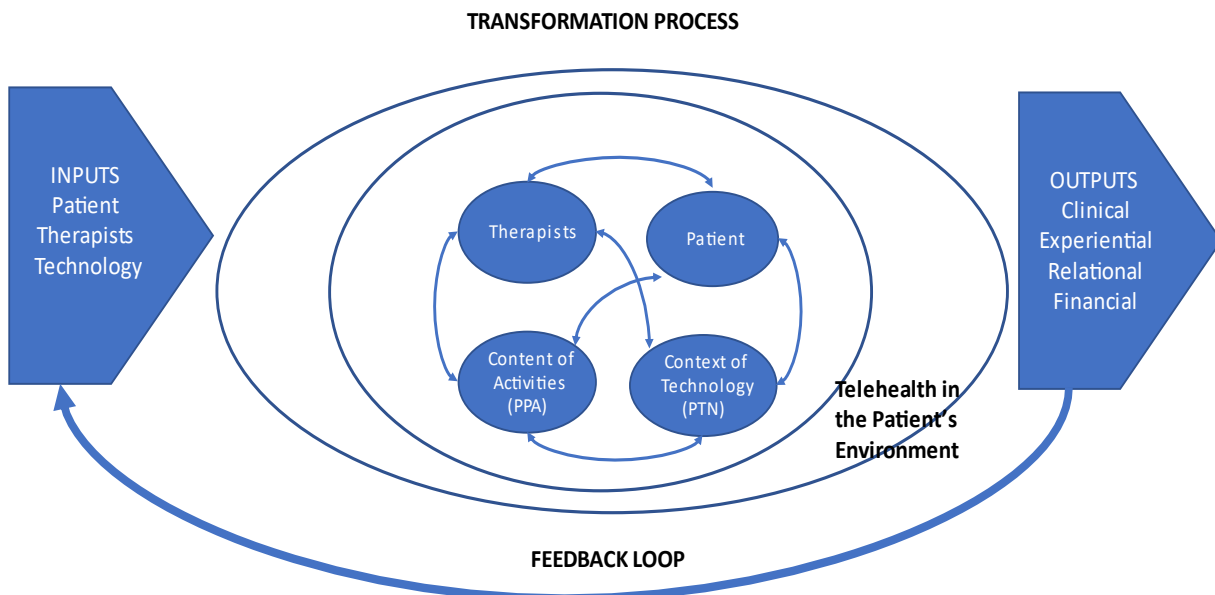 TRANSFORMATION PROCESS
INPUTS
Patient
Therapists
Technology
Therapists
Patient
Content of
Activities
(PPA)
Context of
Technology
(PTN)
Telehealth in
the Patient's
Environment
OUTPUTS
Clinical
Experiential
Relational
Financial
FEEDBACK LOOP